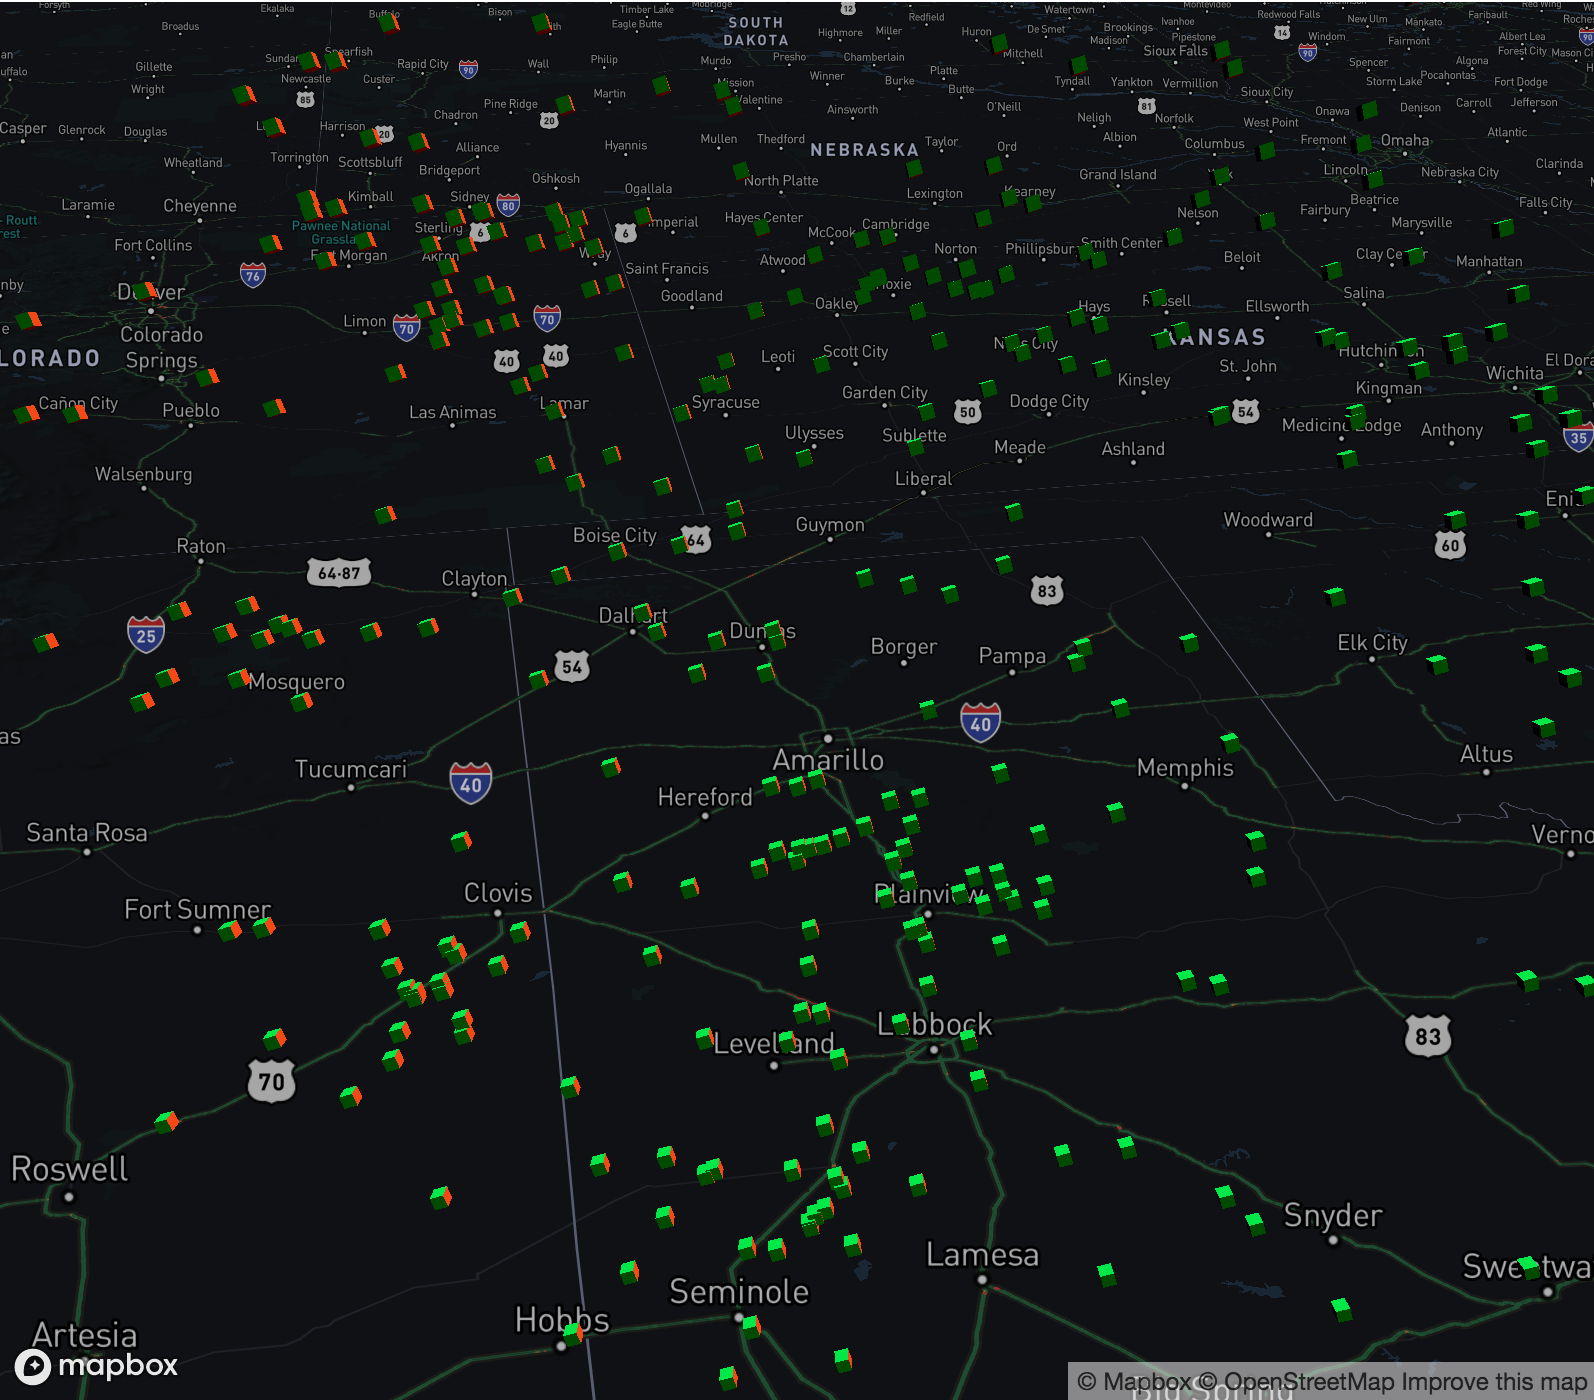 Forsyth
Ekalaka
Buffalo
Bison
Timber Lake
Eagle Butte
SOUTH
DAKOTA
12
Redfield
Watertown
Montevideo
Redwood Falls
New Ulm
Mankato
Faribault
Red Wing
Broadus
Highmore
Miller
Huron
De Smet
Brookings
Madison
Ivanhoe
Pipestone
Sioux Falls
14
Windom
Fairmont
Albert Lea
Forest City
Mason City
90
Gillette
Wright
Newcastle
Spearfish
Custer
Rapid City
90
Wall
Philip
Murdo
Presho
Chamberlain
Mitchell
90
Spencer
Algona
Storm Lake
Pocahontas
Fort Dodge
85
Pine Ridge
Martin
Mission
Valentine
Winner
Burke
Platte
Butte
Tyndall
Yankton
Vermillion
Sioux City
Onawa
Denison
Carroll
Jefferson
Casper
Glenrock
Douglas
Harrison
20
Chadron
20
Ainsworth
O'Neill
81
Neligh
Norfolk
West Point
Fremont
Omaha
Atlantic
Wheatland
Torrington
Scottsbluff
Alliance
Bridgeport
Hyannis
Mullen
Thedford
NEBRASKA
Taylor
Ord
Albion
Columbus
Lincoln
Nebraska City
Clarinda
Laramie
Cheyenne
Kimball
Sidney
80
Oshkosh
Ogallala
North Platte
Lexington
Kearney
Grand Island
York
Beatrice
Falls City
Pawnee National
Grassland
Sterling
6
6
Imperial
Hayes Center
Cambridge
McCook
Nelson
Fairbury
Marysville
Fort Collins
Fort Morgan
Akron
Wray
Saint Francis
Atwood
Norton
Phillipsburg
Smith Center
Beloit
Clay Center
Manhattan
76
Denver
Goodland
Oakley
Hoxie
Hays
Russell
Ellsworth
Salina
Colorado
Springs
Limon
70
70
KANSAS
COLORADO
40
40
Leoti
Scott City
Ness City
St. John
Hutchinson
El Dorado
Wichita
Cañon City
Pueblo
Las Animas
Lamar
Syracuse
Garden City
50
Dodge City
Kinsley
54
Kingman
Walsenburg
Ulysses
Sublette
Meade
Ashland
Medicine Lodge
Anthony
35
Liberal
Raton
64-87
Boise City
64
Guymon
Woodward
Enid
60
Clayton
83
25
Dalhart
Dumas
Borger
Pampa
Elk City
54
Mosquero
40
Amarillo
Altus
Tucumcari
40
Hereford
Memphis
Santa Rosa
Vernon
Fort Sumner
Clovis
Plainview
Levelland
Lubbock
83
70
Roswell
Lamesa
Snyder
Sweetwater
Seminole
Hobbs
Artesia
mapbox
Big Spring
© Mapbox © OpenStreetMap Improve this map